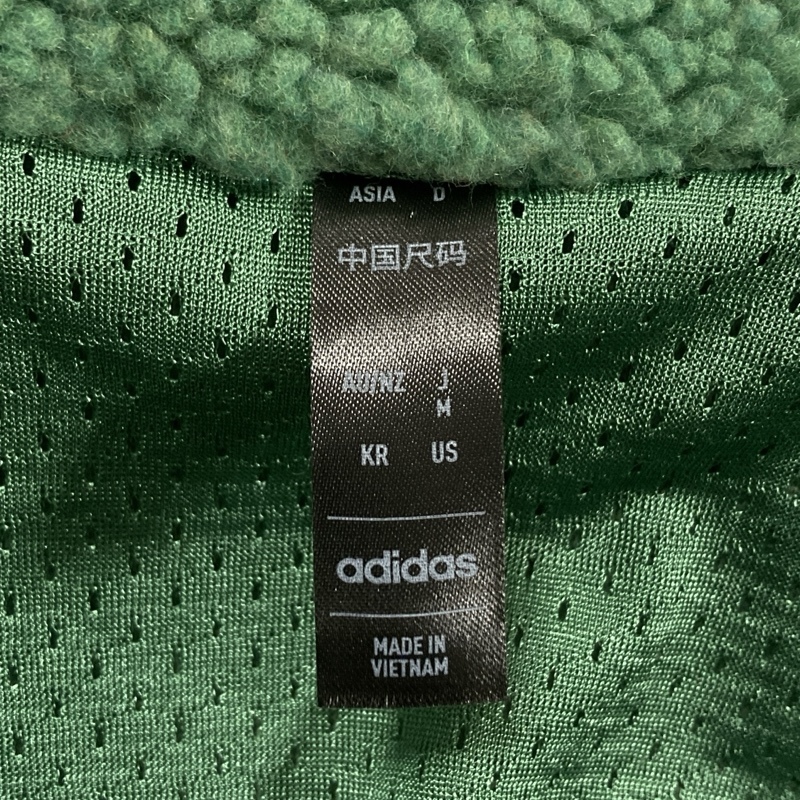 ASIA D
中国尺码
AU/NZ J
M
KR US
adidas
MADE IN
VIETNAM